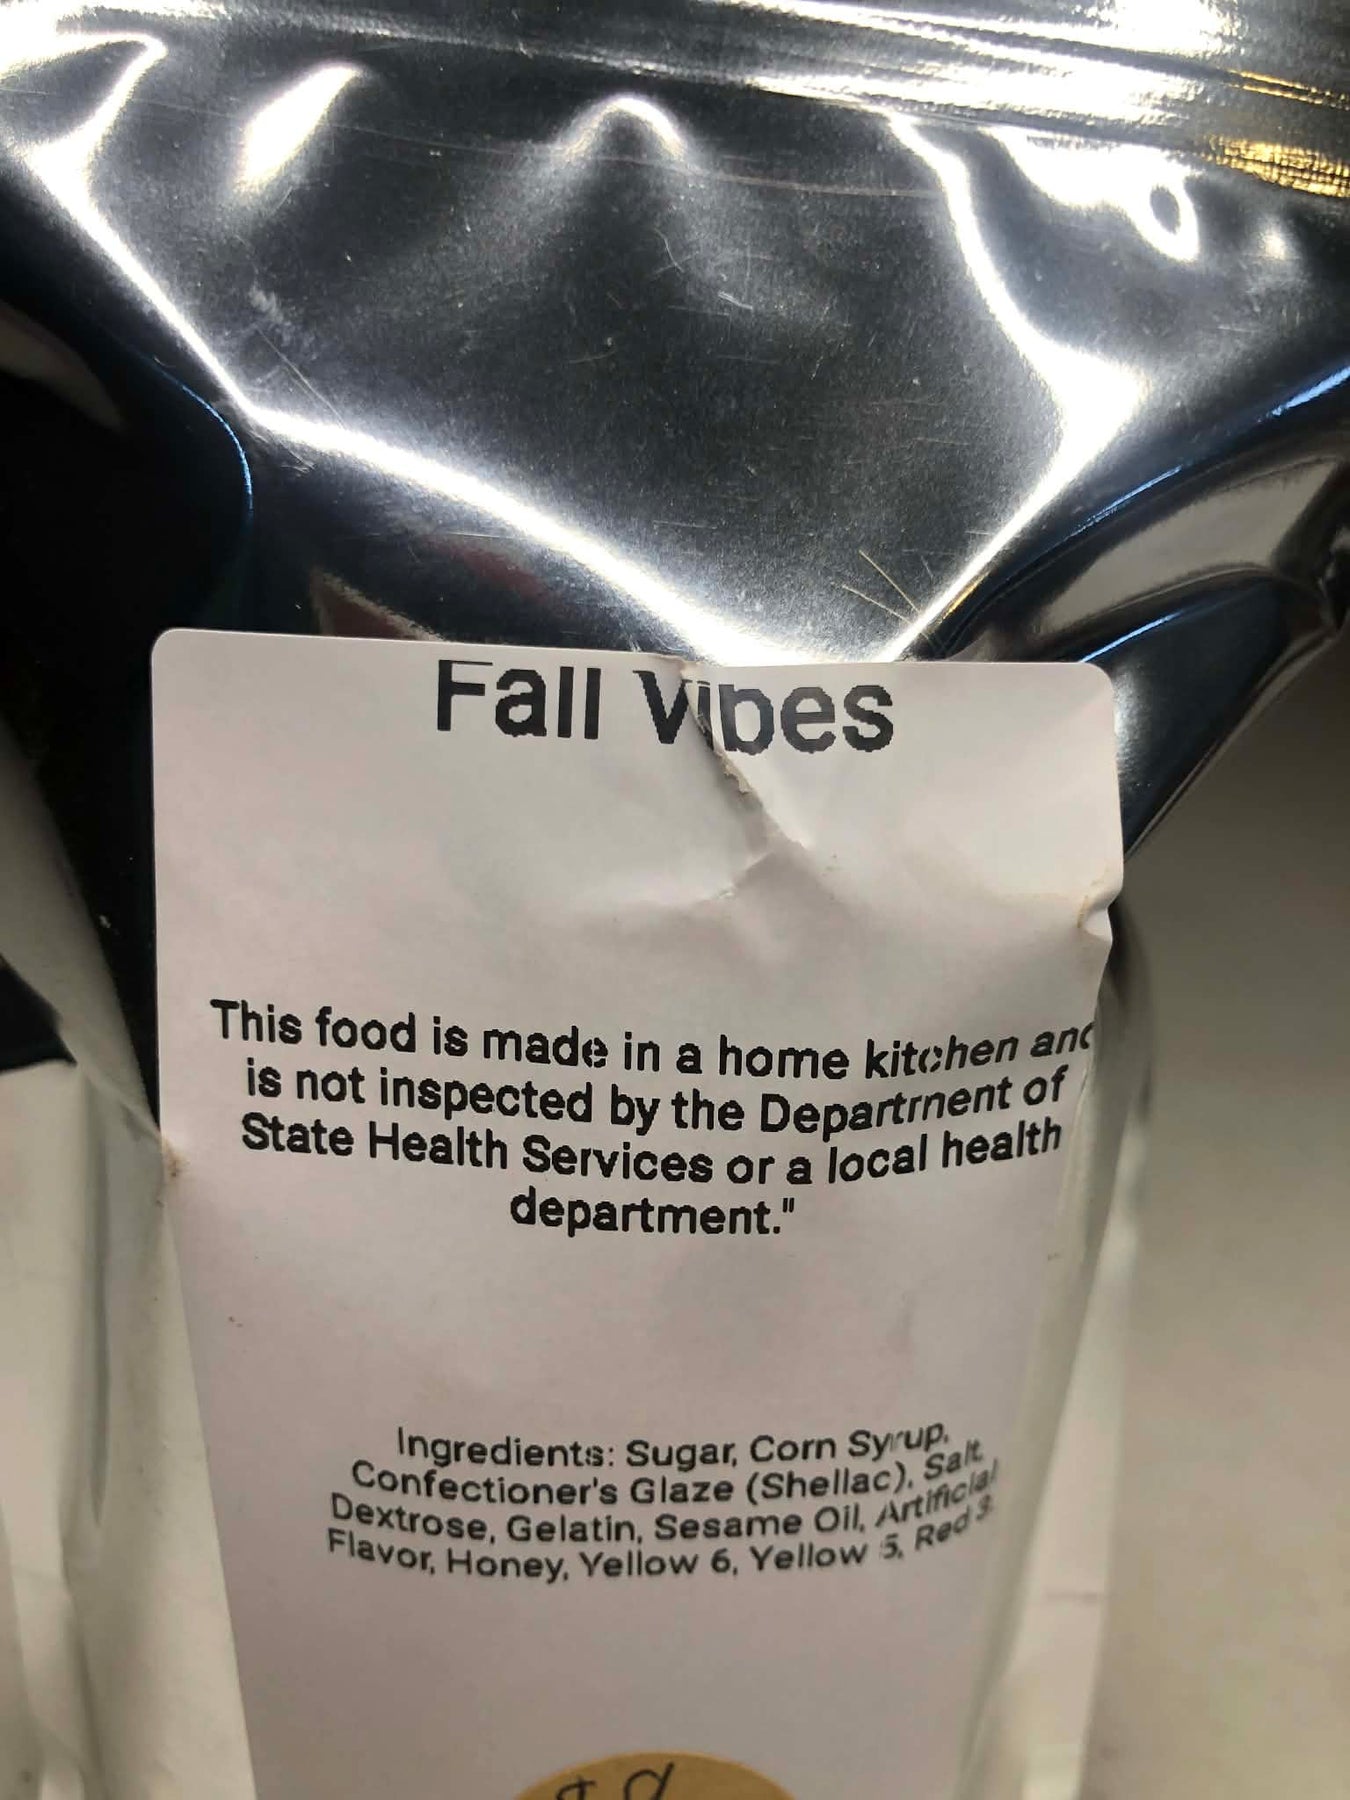 Fall Vibes
This food is made in a home kitchen and
is not inspected by the Department of
State Health Services or a local health
department."
Ingredients: Sugar, Corn Syrup,
Confectioner's Glaze (Shellac), Salt,
Dextrose, Gelatin, Sesame Oil, Artificial
Flavor, Honey, Yellow 6, Yellow 5, Red 3